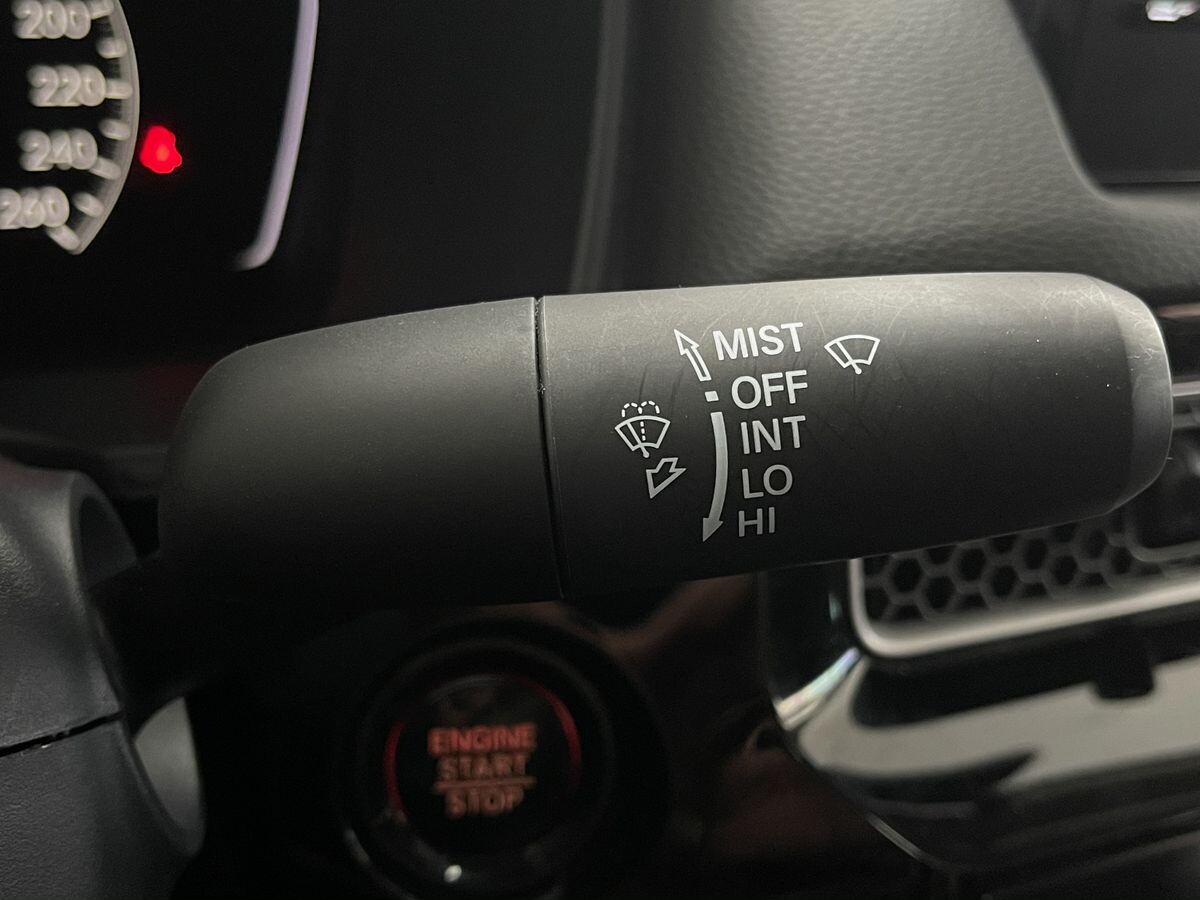 200
220
240
260
MIST
OFF
INT
LO
HI
ENGINE
START
STOP